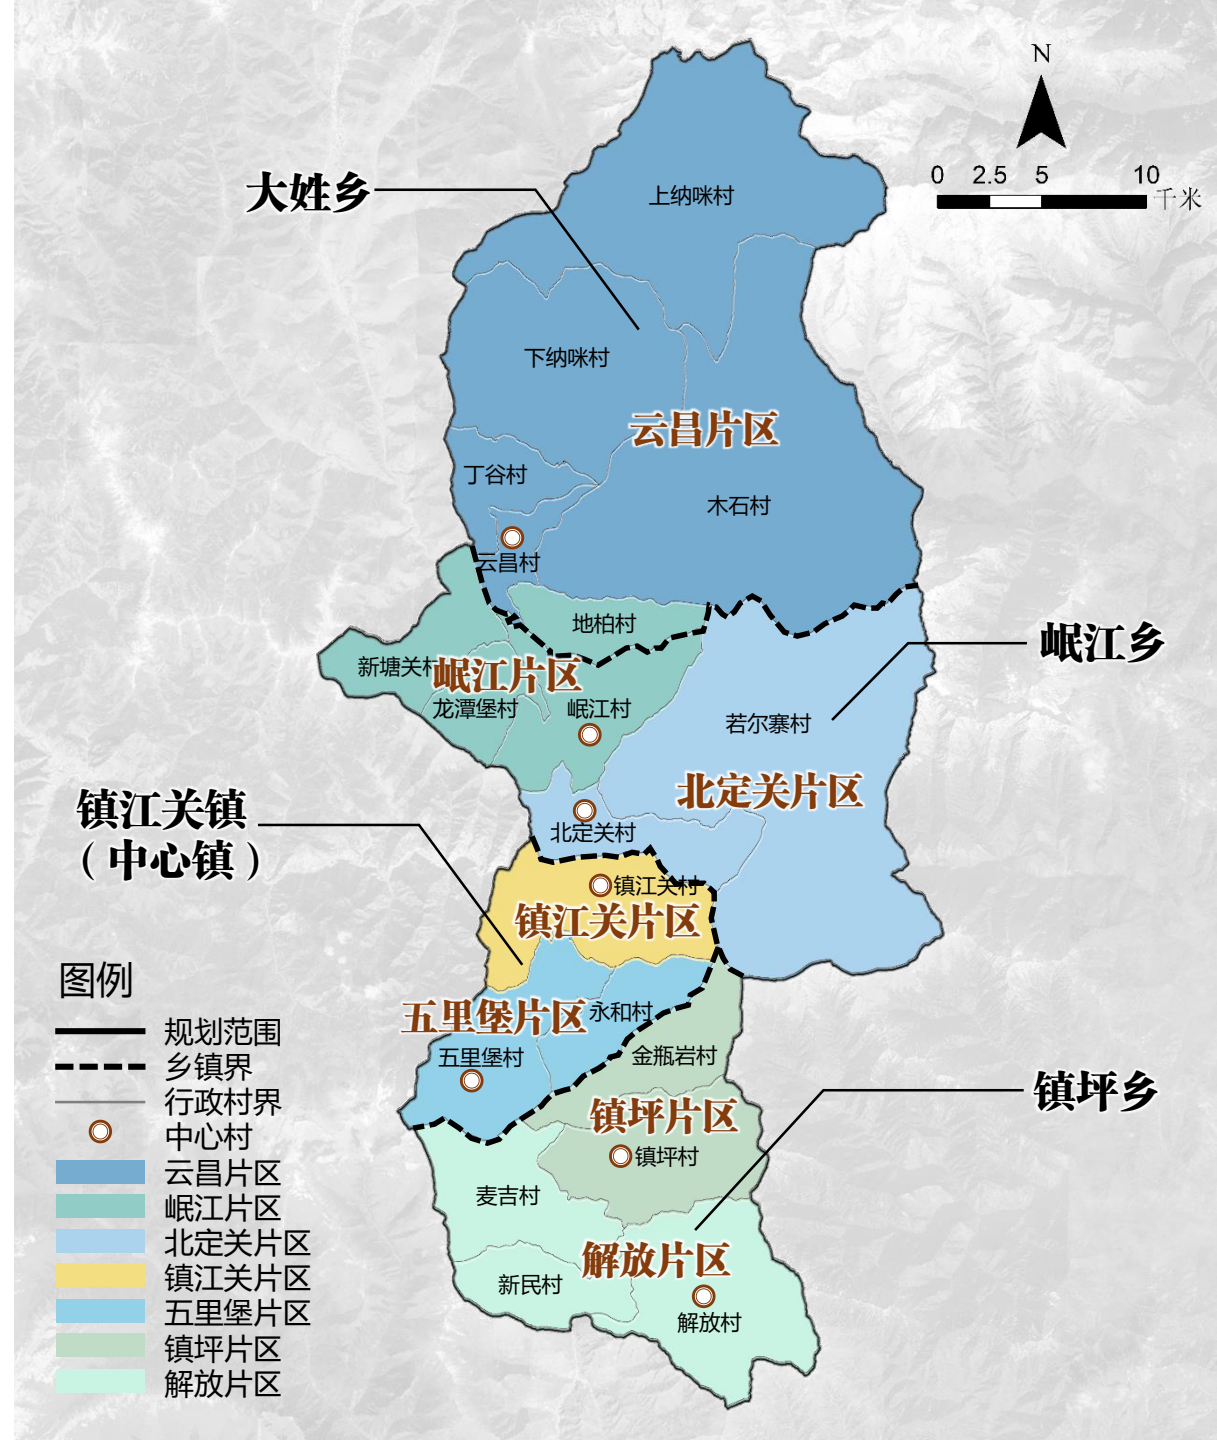 N
0 2.5 5 10
千米
大姓乡
上纳咪村
下纳咪村
云昌片区
丁谷村
木石村
云昌村
地柏村
岷江乡
新塘关村
岷江片区
龙潭堡村
岷江村
若尔寨村
北定关片区
镇江关镇
（中心镇）
北定关村
镇江关村
镇江关片区
五里堡片区
永和村
五里堡村
金瓶岩村
镇坪乡
镇坪片区
镇坪村
麦吉村
解放片区
新民村
解放村
图例
规划范围
乡镇界
行政村界
中心村
云昌片区
岷江片区
北定关片区
镇江关片区
五里堡片区
镇坪片区
解放片区